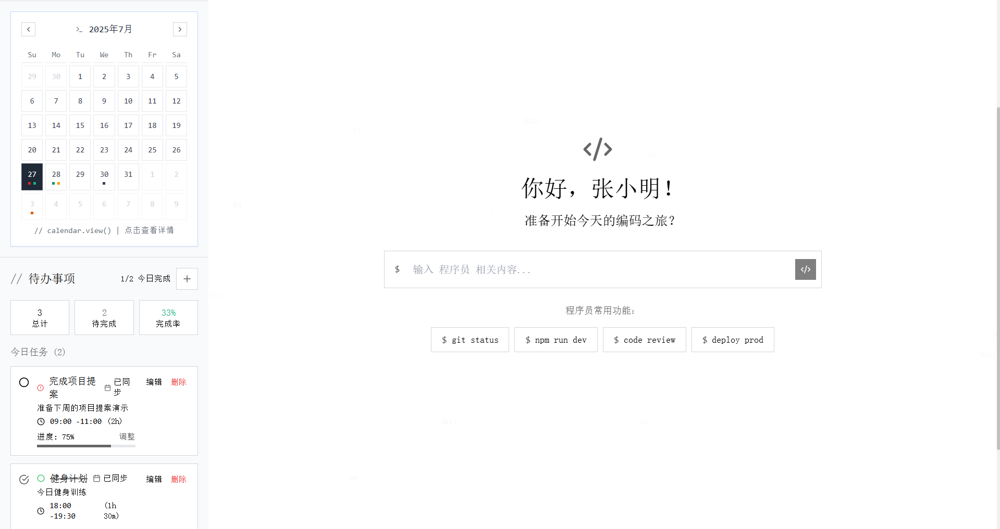 2025年7月
Su Mo Tu We Th Fr Sa
29 30 1 2 3 4 5
6 7 8 9 10 11 12
13 14 15 16 17 18 19
20 21 22 23 24 25 26
27 28 29 30 31 1 2
3 4 5 6 7 8 9
// calendar.view() | 点击查看详情
// 待办事项 1/2 今日完成
3 2 33%
总计 待完成 完成率
今日任务 (2)
完成项目提
案
已同
步
编辑 删除
准备下周的项目提案演示
09:00 -11:00 (2h)
进度: 75% 调整
健身计划 已同步 编辑 删除
今日健身训练
18:00
-19:30
(1h
30m)
</>
你好，张小明！
准备开始今天的编码之旅？
$ 输入 程序员 相关内容...
</>
程序员常用功能:
$ git status $ npm run dev $ code review $ deploy prod
NULL
NULL